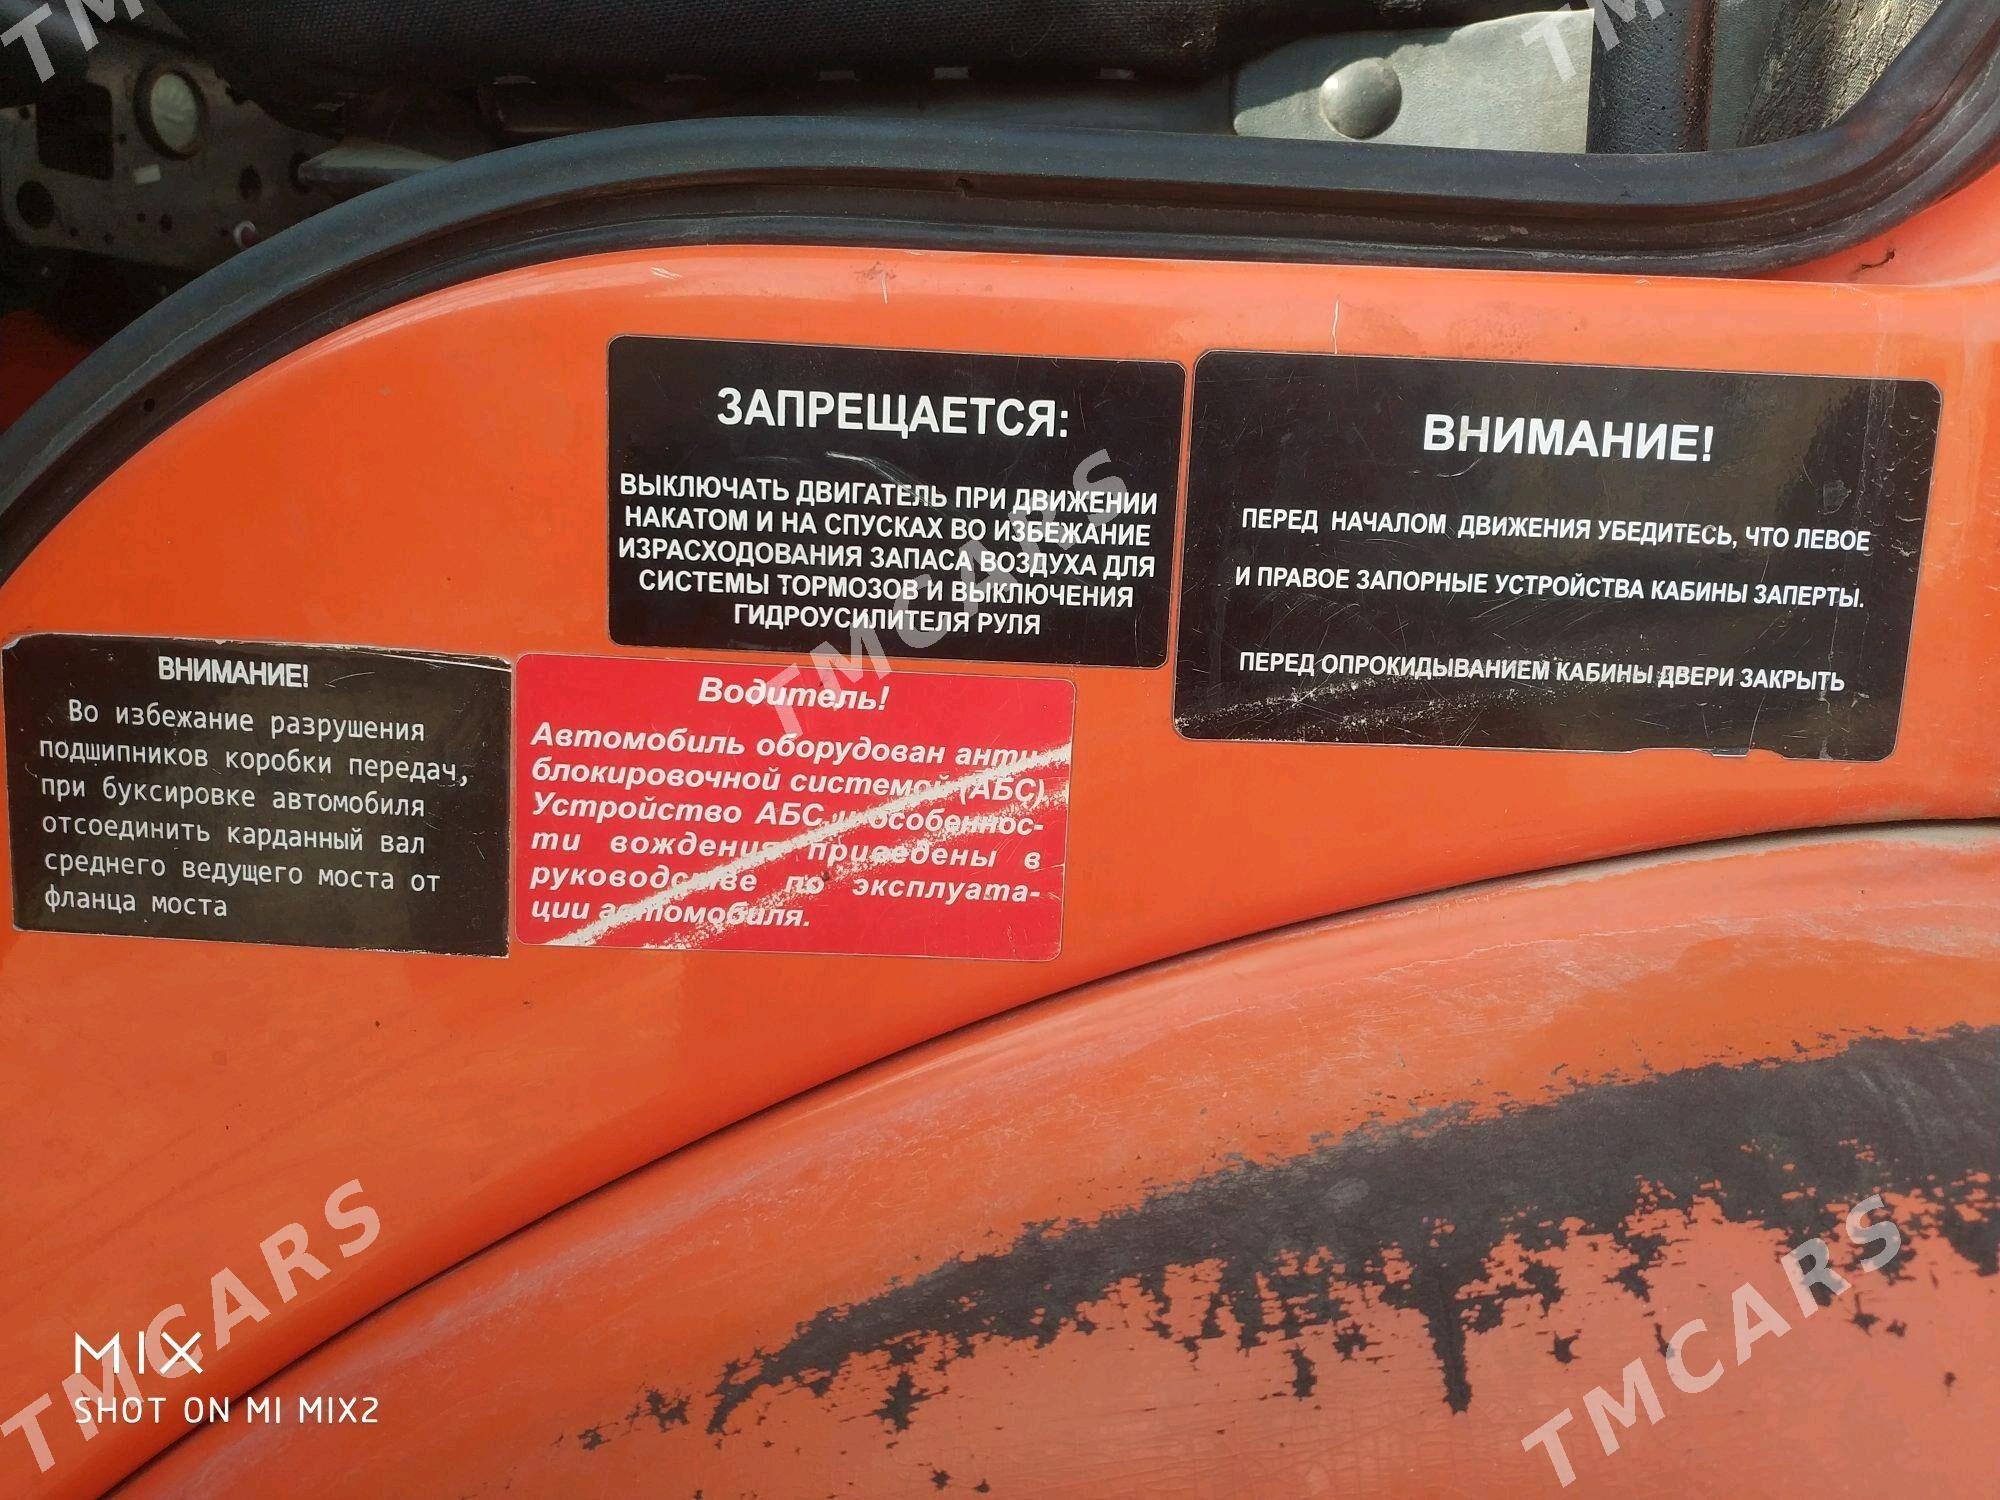 ЗАПРЕЩАЕТСЯ:
ВЫКЛЮЧАТЬ ДВИГАТЕЛЬ ПРИ ДВИЖЕНИИ
НАКАТОМ И НА СПУСКАХ ВО ИЗБЕЖАНИЕ
ИЗРАСХОДОВАНИЯ ЗАПАСА ВОЗДУХА ДЛЯ
СИСТЕМЫ ТОРМОЗОВ И ВЫКЛЮЧЕНИЯ
ГИДРОУСИЛИТЕЛЯ РУЛЯ
ВНИМАНИЕ!
ПЕРЕД НАЧАЛОМ ДВИЖЕНИЯ УБЕДИТЕСЬ, ЧТО ЛЕВОЕ
И ПРАВОЕ ЗАПОРНЫЕ УСТРОЙСТВА КАБИНЫ ЗАПЕРТЫ.
ПЕРЕД ОПРОКИДЫВАНИЕМ КАБИНЫ ДВЕРИ ЗАКРЫТЬ
ВНИМАНИЕ!
Во избежание разрушения
подшипников коробки передач,
при буксировке автомобиля
отсоединить карданный вал
среднего ведущего моста от
фланца моста
Водитель!
Автомобиль оборудован анти-
блокировочной системой (АБС).
Устройство АБС и особеннос-
ти вождения приведены в
руководстве по эксплуата-
ции автомобиля.
MIX
SHOT ON MI MIX2
TMCARS
TMCARS
TMCARS